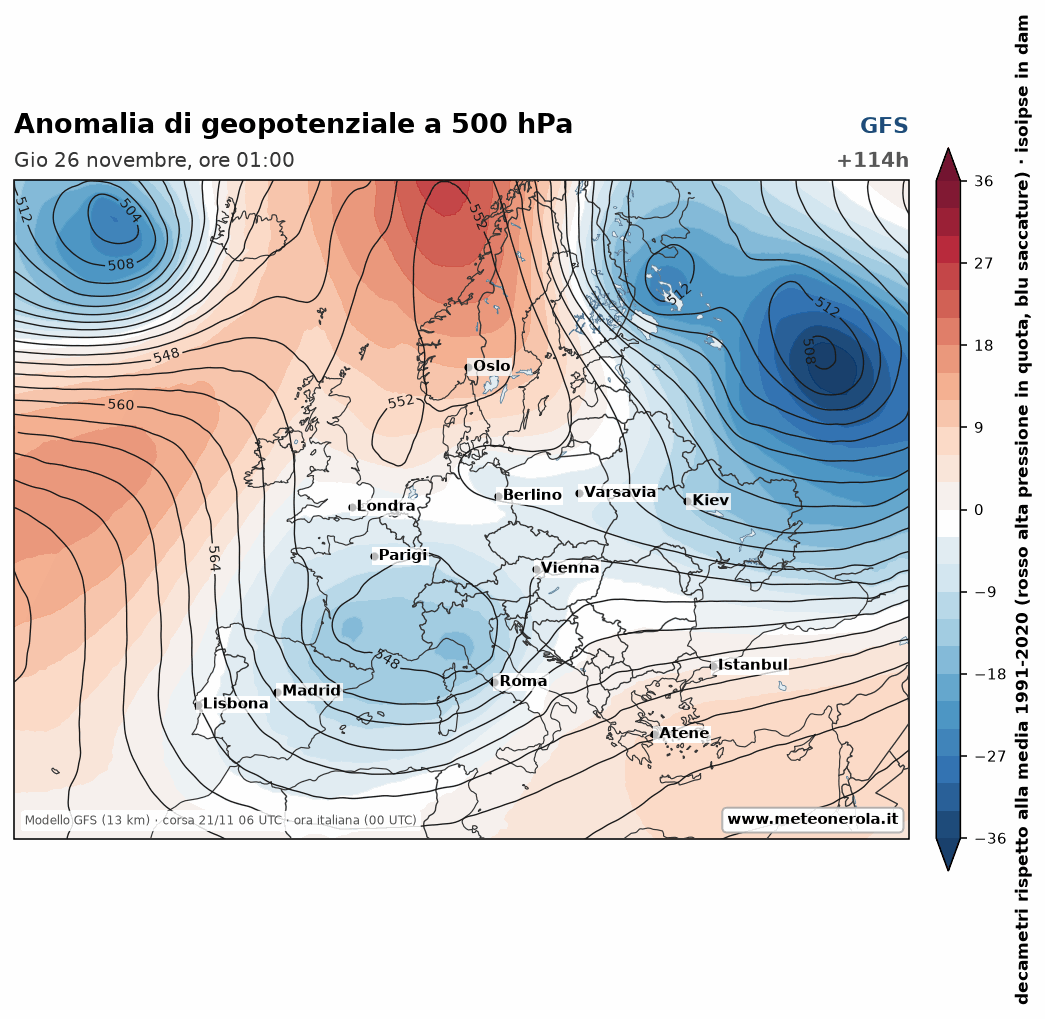 Anomalia di geopotenziale a 500 hPa
GFS
Gio 26 novembre, ore 01:00
+114h
512
504
508
552
548
560
552
564
548
512
512
508
Oslo
Berlino
Varsavia
Kiev
Londra
Parigi
Vienna
Roma
Madrid
Lisbona
Istanbul
Atene
Modello GFS (13 km) · corsa 21/11 06 UTC · ora italiana (00 UTC)
www.meteonerola.it
36
27
18
9
0
−9
−18
−27
−36
decametri rispetto alla media 1991-2020 (rosso alta pressione in quota, blu saccature) · isoipse in dam